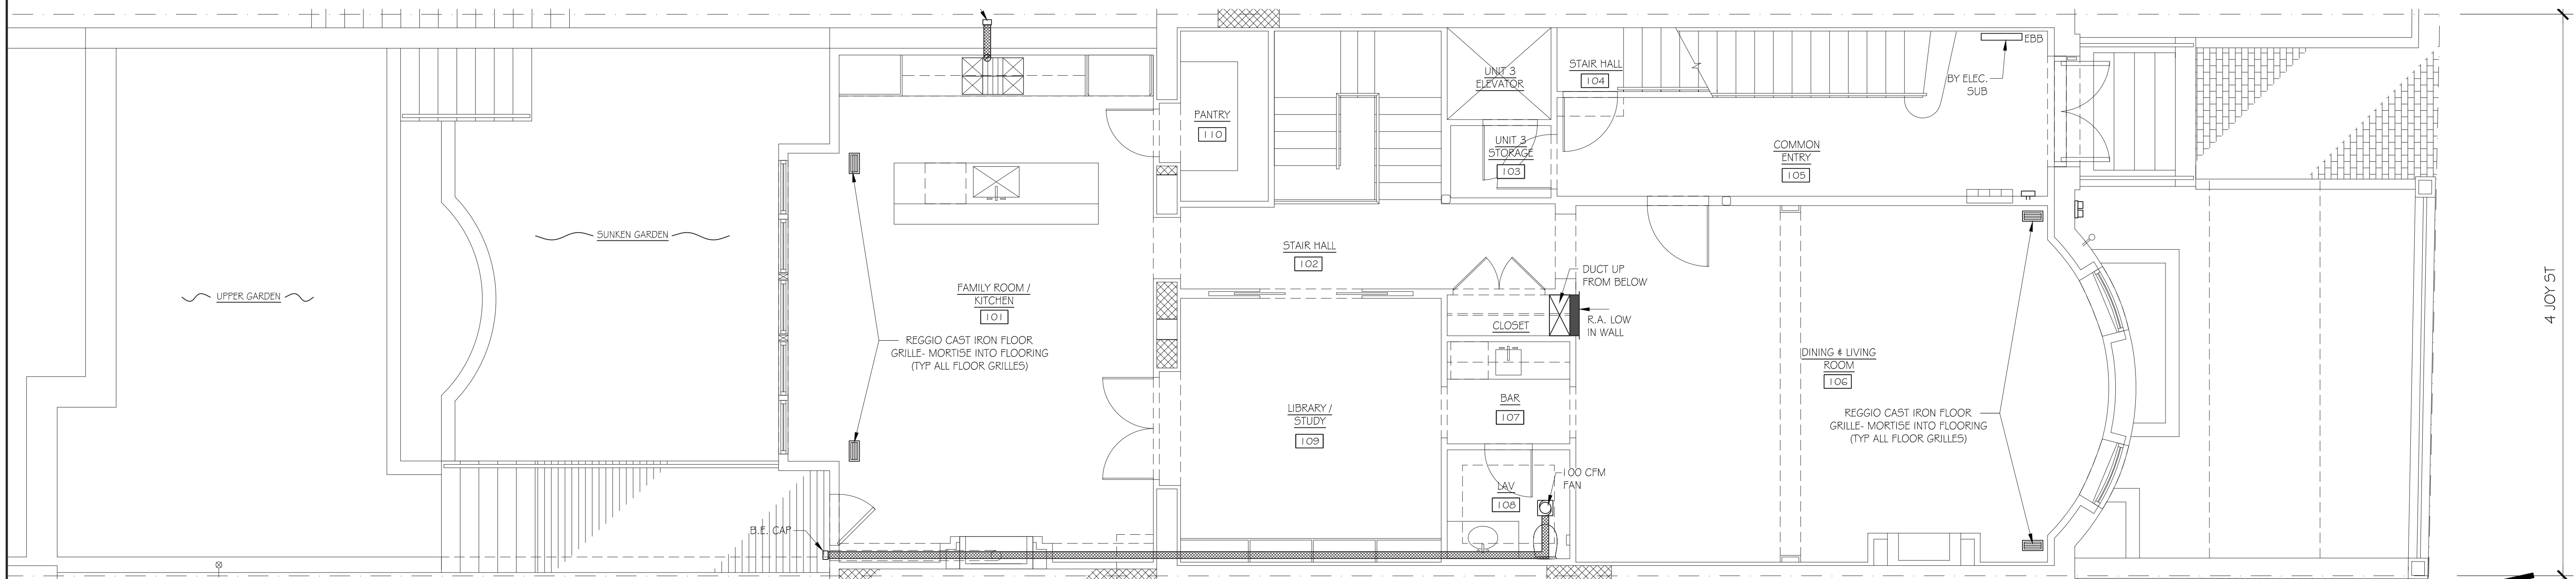 EBB
BY ELEC.
SUB
UNIT 3
ELEVATOR
STAIR HALL
104
PANTRY
110
UNIT 3
STORAGE
103
COMMON
ENTRY
105
SUNKEN GARDEN
UPPER GARDEN
STAIR HALL
102
DUCT UP
FROM BELOW
FAMILY ROOM /
KITCHEN
101
R.A. LOW
IN WALL
CLOSET
4 JOY ST
REGGIO CAST IRON FLOOR
GRILLE- MORTISE INTO FLOORING
(TYP ALL FLOOR GRILLES)
DINING & LIVING
ROOM
106
LIBRARY /
STUDY
109
BAR
107
REGGIO CAST IRON FLOOR
GRILLE- MORTISE INTO FLOORING
(TYP ALL FLOOR GRILLES)
100 CFM
FAN
LAV
108
B.E. CAP